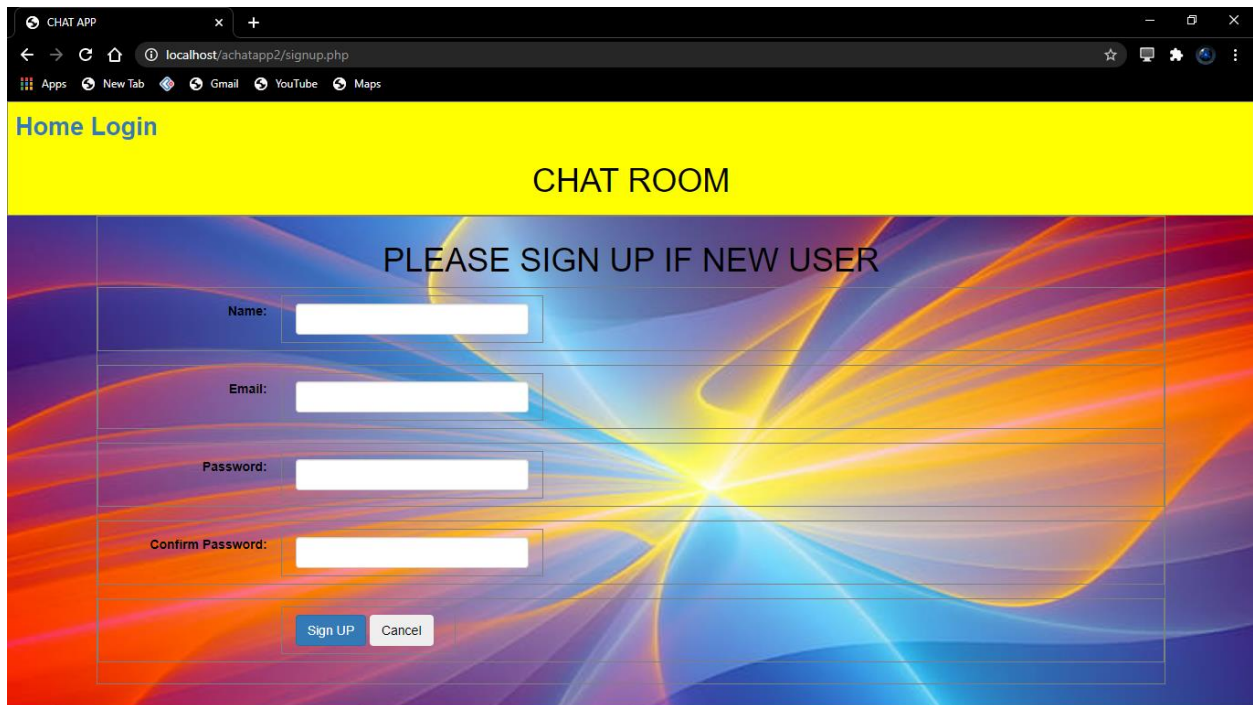 CHAT APP
localhost/achatapp2/signup.php
Apps New Tab Gmail YouTube Maps
Home Login
CHAT ROOM
PLEASE SIGN UP IF NEW USER
Name:
Email:
Password:
Confirm Password:
Sign UP Cancel